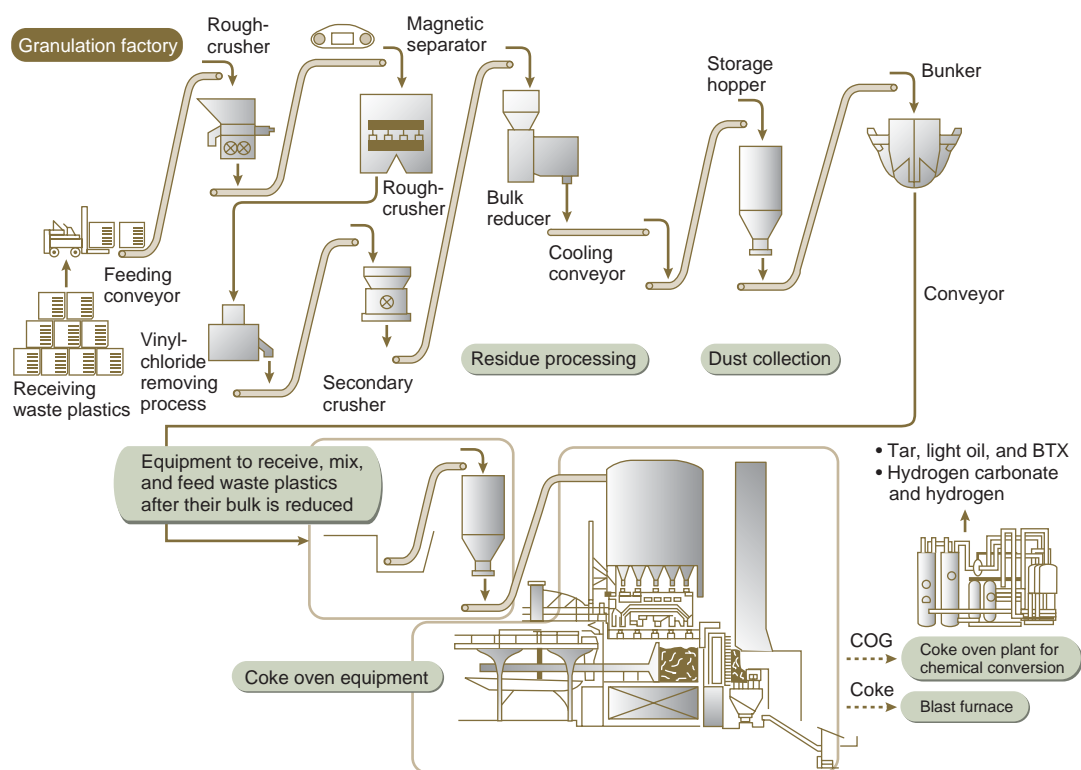 Granulation factory
Rough-
crusher
Magnetic
separator
Storage
hopper
Bunker
Rough-
crusher
Bulk
reducer
Cooling
conveyor
Feeding
conveyor
Conveyor
Vinyl-
chloride
removing
process
Secondary
crusher
Residue processing
Dust collection
Receiving
waste plastics
Equipment to receive, mix,
and feed waste plastics
after their bulk is reduced
• Tar, light oil, and BTX
• Hydrogen carbonate
and hydrogen
COG
Coke oven plant for
chemical conversion
Coke oven equipment
Coke
Blast furnace